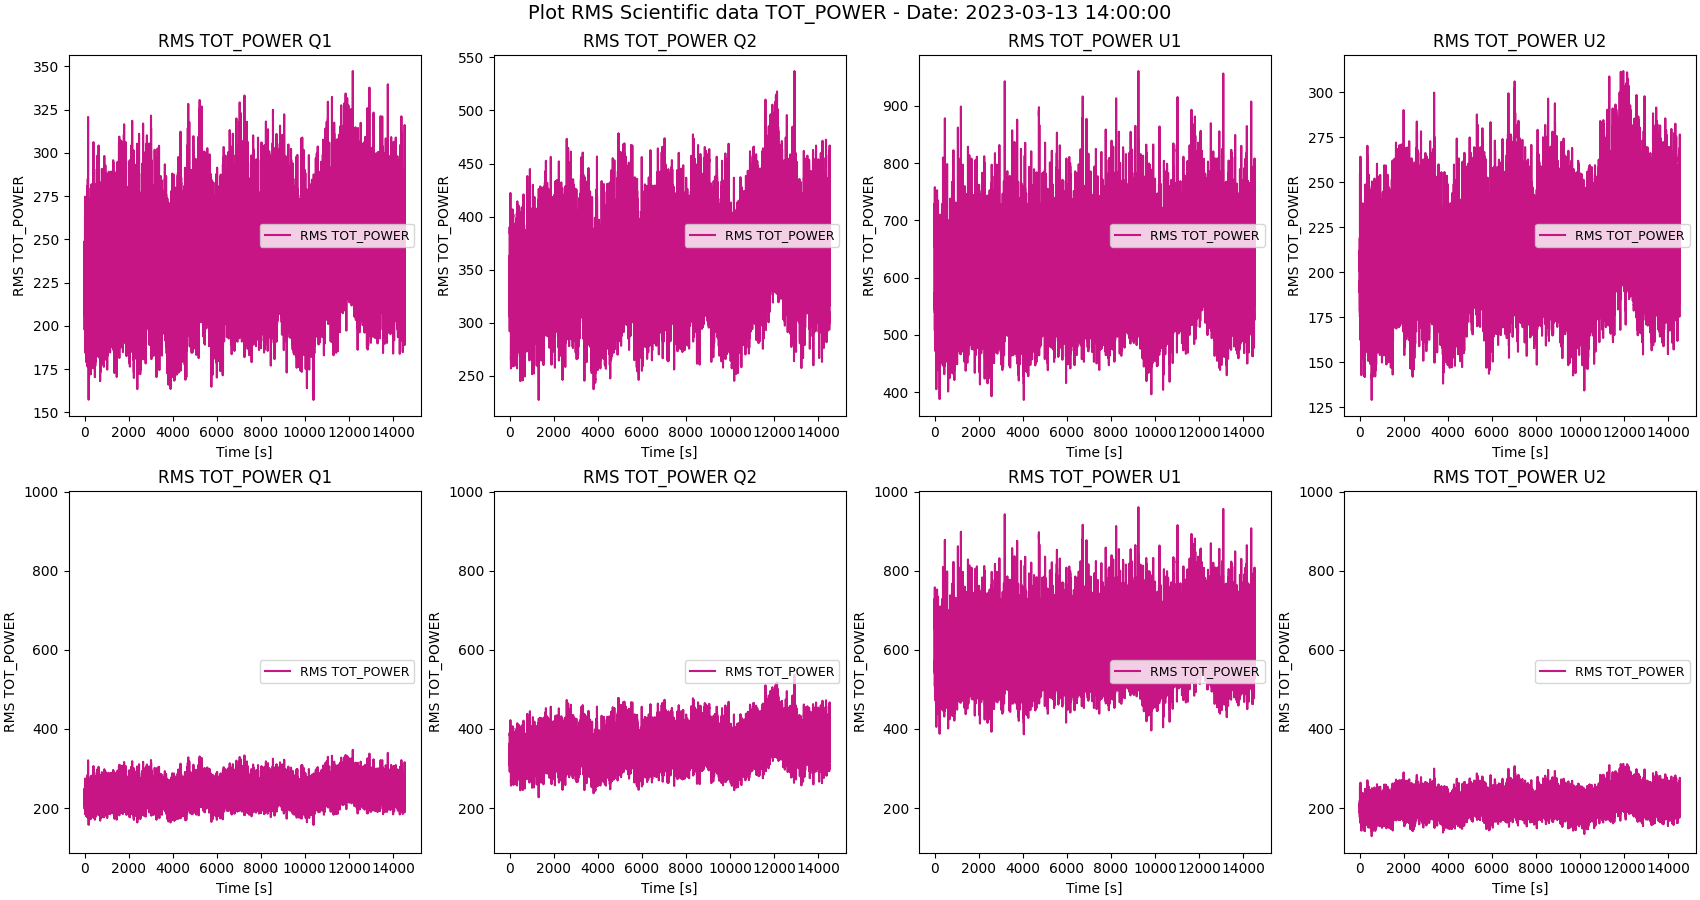 Plot RMS Scientific data TOT_POWER - Date: 2023-03-13 14:00:00
RMS TOT_POWER Q1
RMS TOT_POWER
350
325
300
275
250
225
200
175
150
0 2000 4000 6000 8000 10000 12000 14000
Time [s]
RMS TOT_POWER
RMS TOT_POWER Q2
RMS TOT_POWER
550
500
450
400
350
300
250
0 2000 4000 6000 8000 10000 12000 14000
Time [s]
RMS TOT_POWER
RMS TOT_POWER U1
RMS TOT_POWER
900
800
700
600
500
400
0 2000 4000 6000 8000 10000 12000 14000
Time [s]
RMS TOT_POWER
RMS TOT_POWER U2
RMS TOT_POWER
300
275
250
225
200
175
150
125
0 2000 4000 6000 8000 10000 12000 14000
Time [s]
RMS TOT_POWER
RMS TOT_POWER Q1
RMS TOT_POWER
1000
800
600
400
200
0 2000 4000 6000 8000 10000 12000 14000
Time [s]
RMS TOT_POWER
RMS TOT_POWER Q2
RMS TOT_POWER
1000
800
600
400
200
0 2000 4000 6000 8000 10000 12000 14000
Time [s]
RMS TOT_POWER
RMS TOT_POWER U1
RMS TOT_POWER
1000
800
600
400
200
0 2000 4000 6000 8000 10000 12000 14000
Time [s]
RMS TOT_POWER
RMS TOT_POWER U2
RMS TOT_POWER
1000
800
600
400
200
0 2000 4000 6000 8000 10000 12000 14000
Time [s]
RMS TOT_POWER